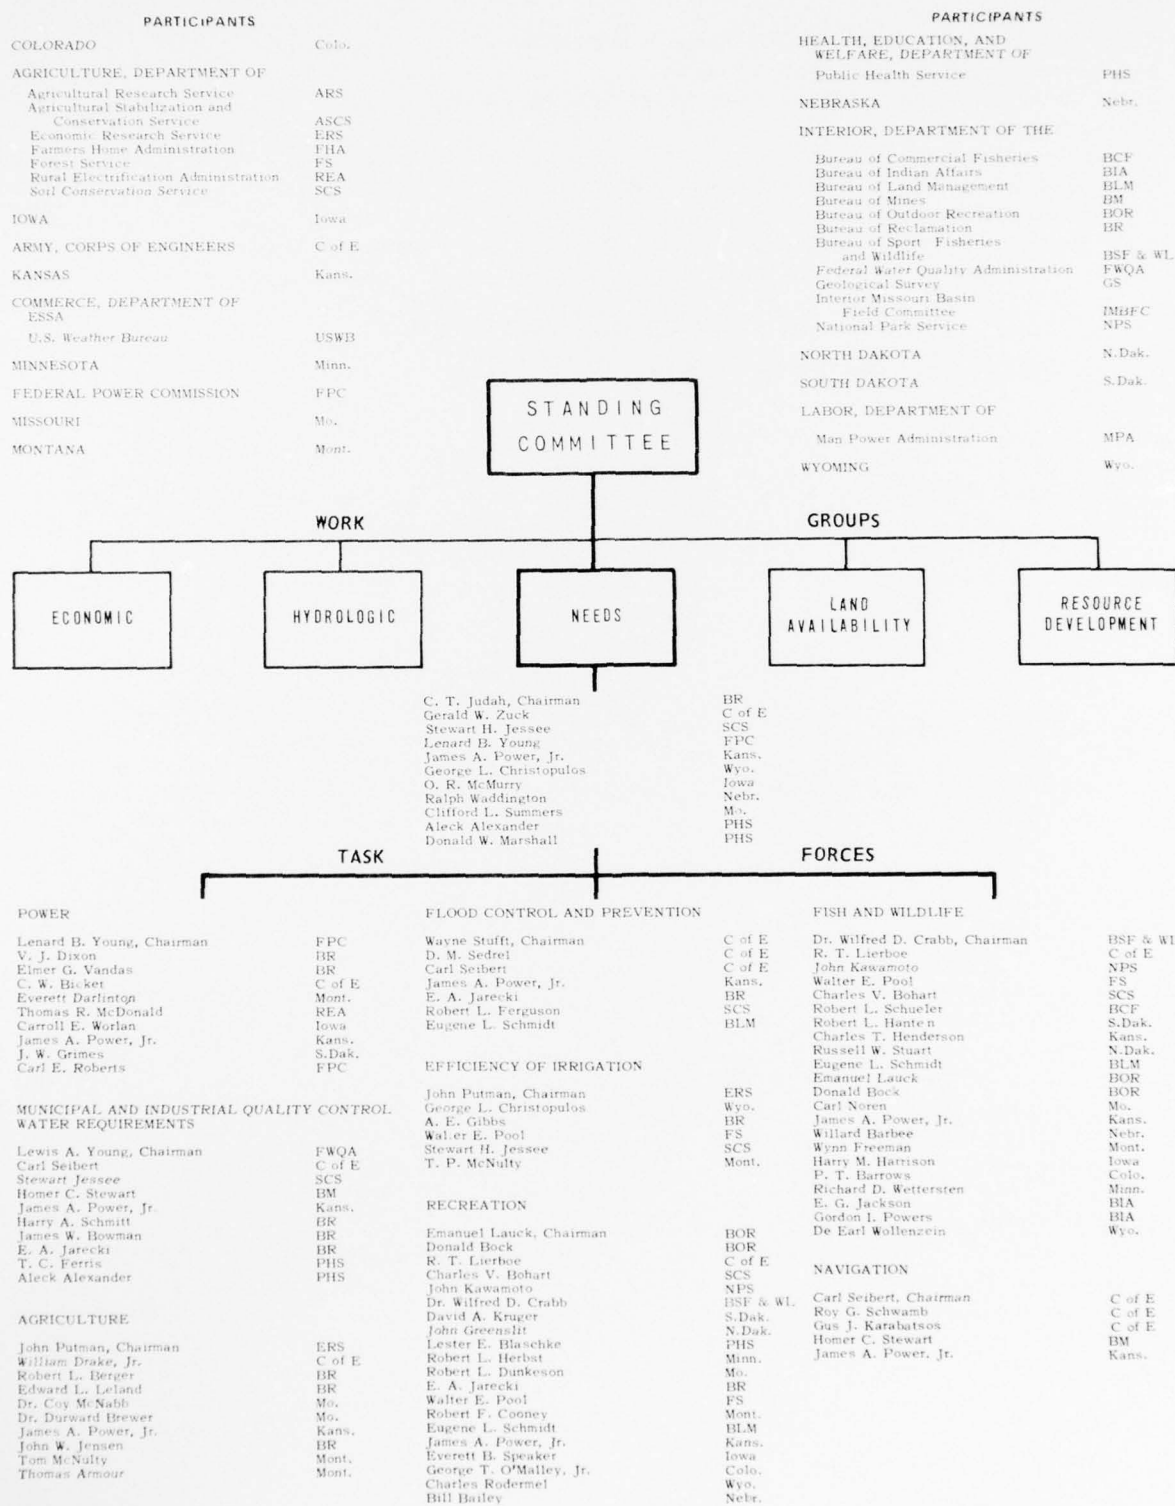 PARTICIPANTS
COLORADO Colo.
AGRICULTURE, DEPARTMENT OF
Agricultural Research Service ARS
Agricultural Stabilization and
Conservation Service ASCS
Economic Research Service ERS
Farmers Home Administration FHA
Forest Service FS
Rural Electrification Administration REA
Soil Conservation Service SCS
IOWA Iowa
ARMY, CORPS OF ENGINEERS C of E
KANSAS Kans.
COMMERCE, DEPARTMENT OF
ESSA
U.S. Weather Bureau USWB
MINNESOTA Minn.
FEDERAL POWER COMMISSION FPC
MISSOURI Mo.
MONTANA Mont.
PARTICIPANTS
HEALTH, EDUCATION, AND
WELFARE, DEPARTMENT OF
Public Health Service PHS
NEBRASKA Nebr.
INTERIOR, DEPARTMENT OF THE
Bureau of Commercial Fisheries BCF
Bureau of Indian Affairs BIA
Bureau of Land Management BLM
Bureau of Mines BM
Bureau of Outdoor Recreation BOR
Bureau of Reclamation BR
Bureau of Sport Fisheries
and Wildlife BSF & WL
Federal Water Quality Administration FWQA
Geological Survey GS
Interior Missouri Basin
Field Committee IMBFC
National Park Service NPS
NORTH DAKOTA N.Dak.
SOUTH DAKOTA S.Dak.
LABOR, DEPARTMENT OF
Man Power Administration MPA
WYOMING Wyo.
STANDING
COMMITTEE
WORK GROUPS
ECONOMIC
HYDROLOGIC
NEEDS
LAND
AVAILABILITY
RESOURCE
DEVELOPMENT
C. T. Judah, Chairman BR
Gerald W. Zuck C of E
Stewart H. Jessee SCS
Lenard B. Young FPC
James A. Power, Jr. Kans.
George L. Christopulos Wyo.
O. R. McMurry Iowa
Ralph Waddington Nebr.
Clifford L. Summers Mo.
Aleck Alexander PHS
Donald W. Marshall PHS
TASK FORCES
POWER
Lenard B. Young, Chairman FPC
V. J. Dixon BR
Elmer G. Vandas BR
C. W. Bicket C of E
Everett Darlinton Mont.
Thomas R. McDonald REA
Carroll E. Worlan Iowa
James A. Power, Jr. Kans.
J. W. Grimes S.Dak.
Carl E. Roberts FPC
MUNICIPAL AND INDUSTRIAL QUALITY CONTROL
WATER REQUIREMENTS
Lewis A. Young, Chairman FWQA
Carl Seibert C of E
Stewart Jessee SCS
Homer C. Stewart BM
James A. Power, Jr. Kans.
Harry A. Schmitt BR
James W. Bowman BR
E. A. Jarecki BR
T. C. Ferris PHS
Aleck Alexander PHS
AGRICULTURE
John Putman, Chairman ERS
William Drake, Jr. C of E
Robert L. Berger BR
Edward L. Leland BR
Dr. Coy McNabb Mo.
Dr. Durward Brewer Mo.
James A. Power, Jr. Kans.
John W. Jensen BR
Tom McNulty Mont.
Thomas Armour Mont.
FLOOD CONTROL AND PREVENTION
Wayne Stufft, Chairman C of E
D. M. Sedrel C of E
Carl Seibert C of E
James A. Power, Jr. Kans.
E. A. Jarecki BR
Robert L. Ferguson SCS
Eugene L. Schmidt BLM
EFFICIENCY OF IRRIGATION
John Putman, Chairman ERS
George L. Christopulos Wyo.
A. E. Gibbs BR
Wal.er E. Pool FS
Stewart H. Jessee SCS
T. P. McNulty Mont.
RECREATION
Emanuel Lauck, Chairman BOR
Donald Bock BOR
R. T. Lierboe C of E
Charles V. Bohart SCS
John Kawamoto NPS
Dr. Wilfred D. Crabb BSF & WL
David A. Kruger S.Dak.
John Greenslit N.Dak.
Lester E. Blaschke PHS
Robert L. Herbst Minn.
Robert L. Dunkeson Mo.
E. A. Jarecki BR
Walter E. Pool FS
Robert F. Cooney Mont.
Eugene L. Schmidt BLM
James A. Power, Jr. Kans.
Everett B. Speaker Iowa
George T. O'Malley, Jr. Colo.
Charles Rodermel Wyo.
Bill Bailey Nebr.
FISH AND WILDLIFE
Dr. Wilfred D. Crabb, Chairman BSF & WL
R. T. Lierboe C of E
John Kawamoto NPS
Walter E. Pool FS
Charles V. Bohart SCS
Robert L. Schueler BCF
Robert L. Hanten S.Dak.
Charles T. Henderson Kans.
Russell W. Stuart N.Dak.
Eugene L. Schmidt BLM
Emanuel Lauck BOR
Donald Bock BOR
Carl Noren Mo.
James A. Power, Jr. Kans.
Willard Barbee Nebr.
Wynn Freeman Mont.
Harry M. Harrison Iowa
P. T. Barrows Colo.
Richard D. Wettersten Minn.
E. G. Jackson BIA
Gordon I. Powers BIA
De Earl Wollenzein Wyo.
NAVIGATION
Carl Seibert, Chairman C of E
Roy G. Schwamb C of E
Gus J. Karabatsos C of E
Homer C. Stewart BM
James A. Power, Jr. Kans.